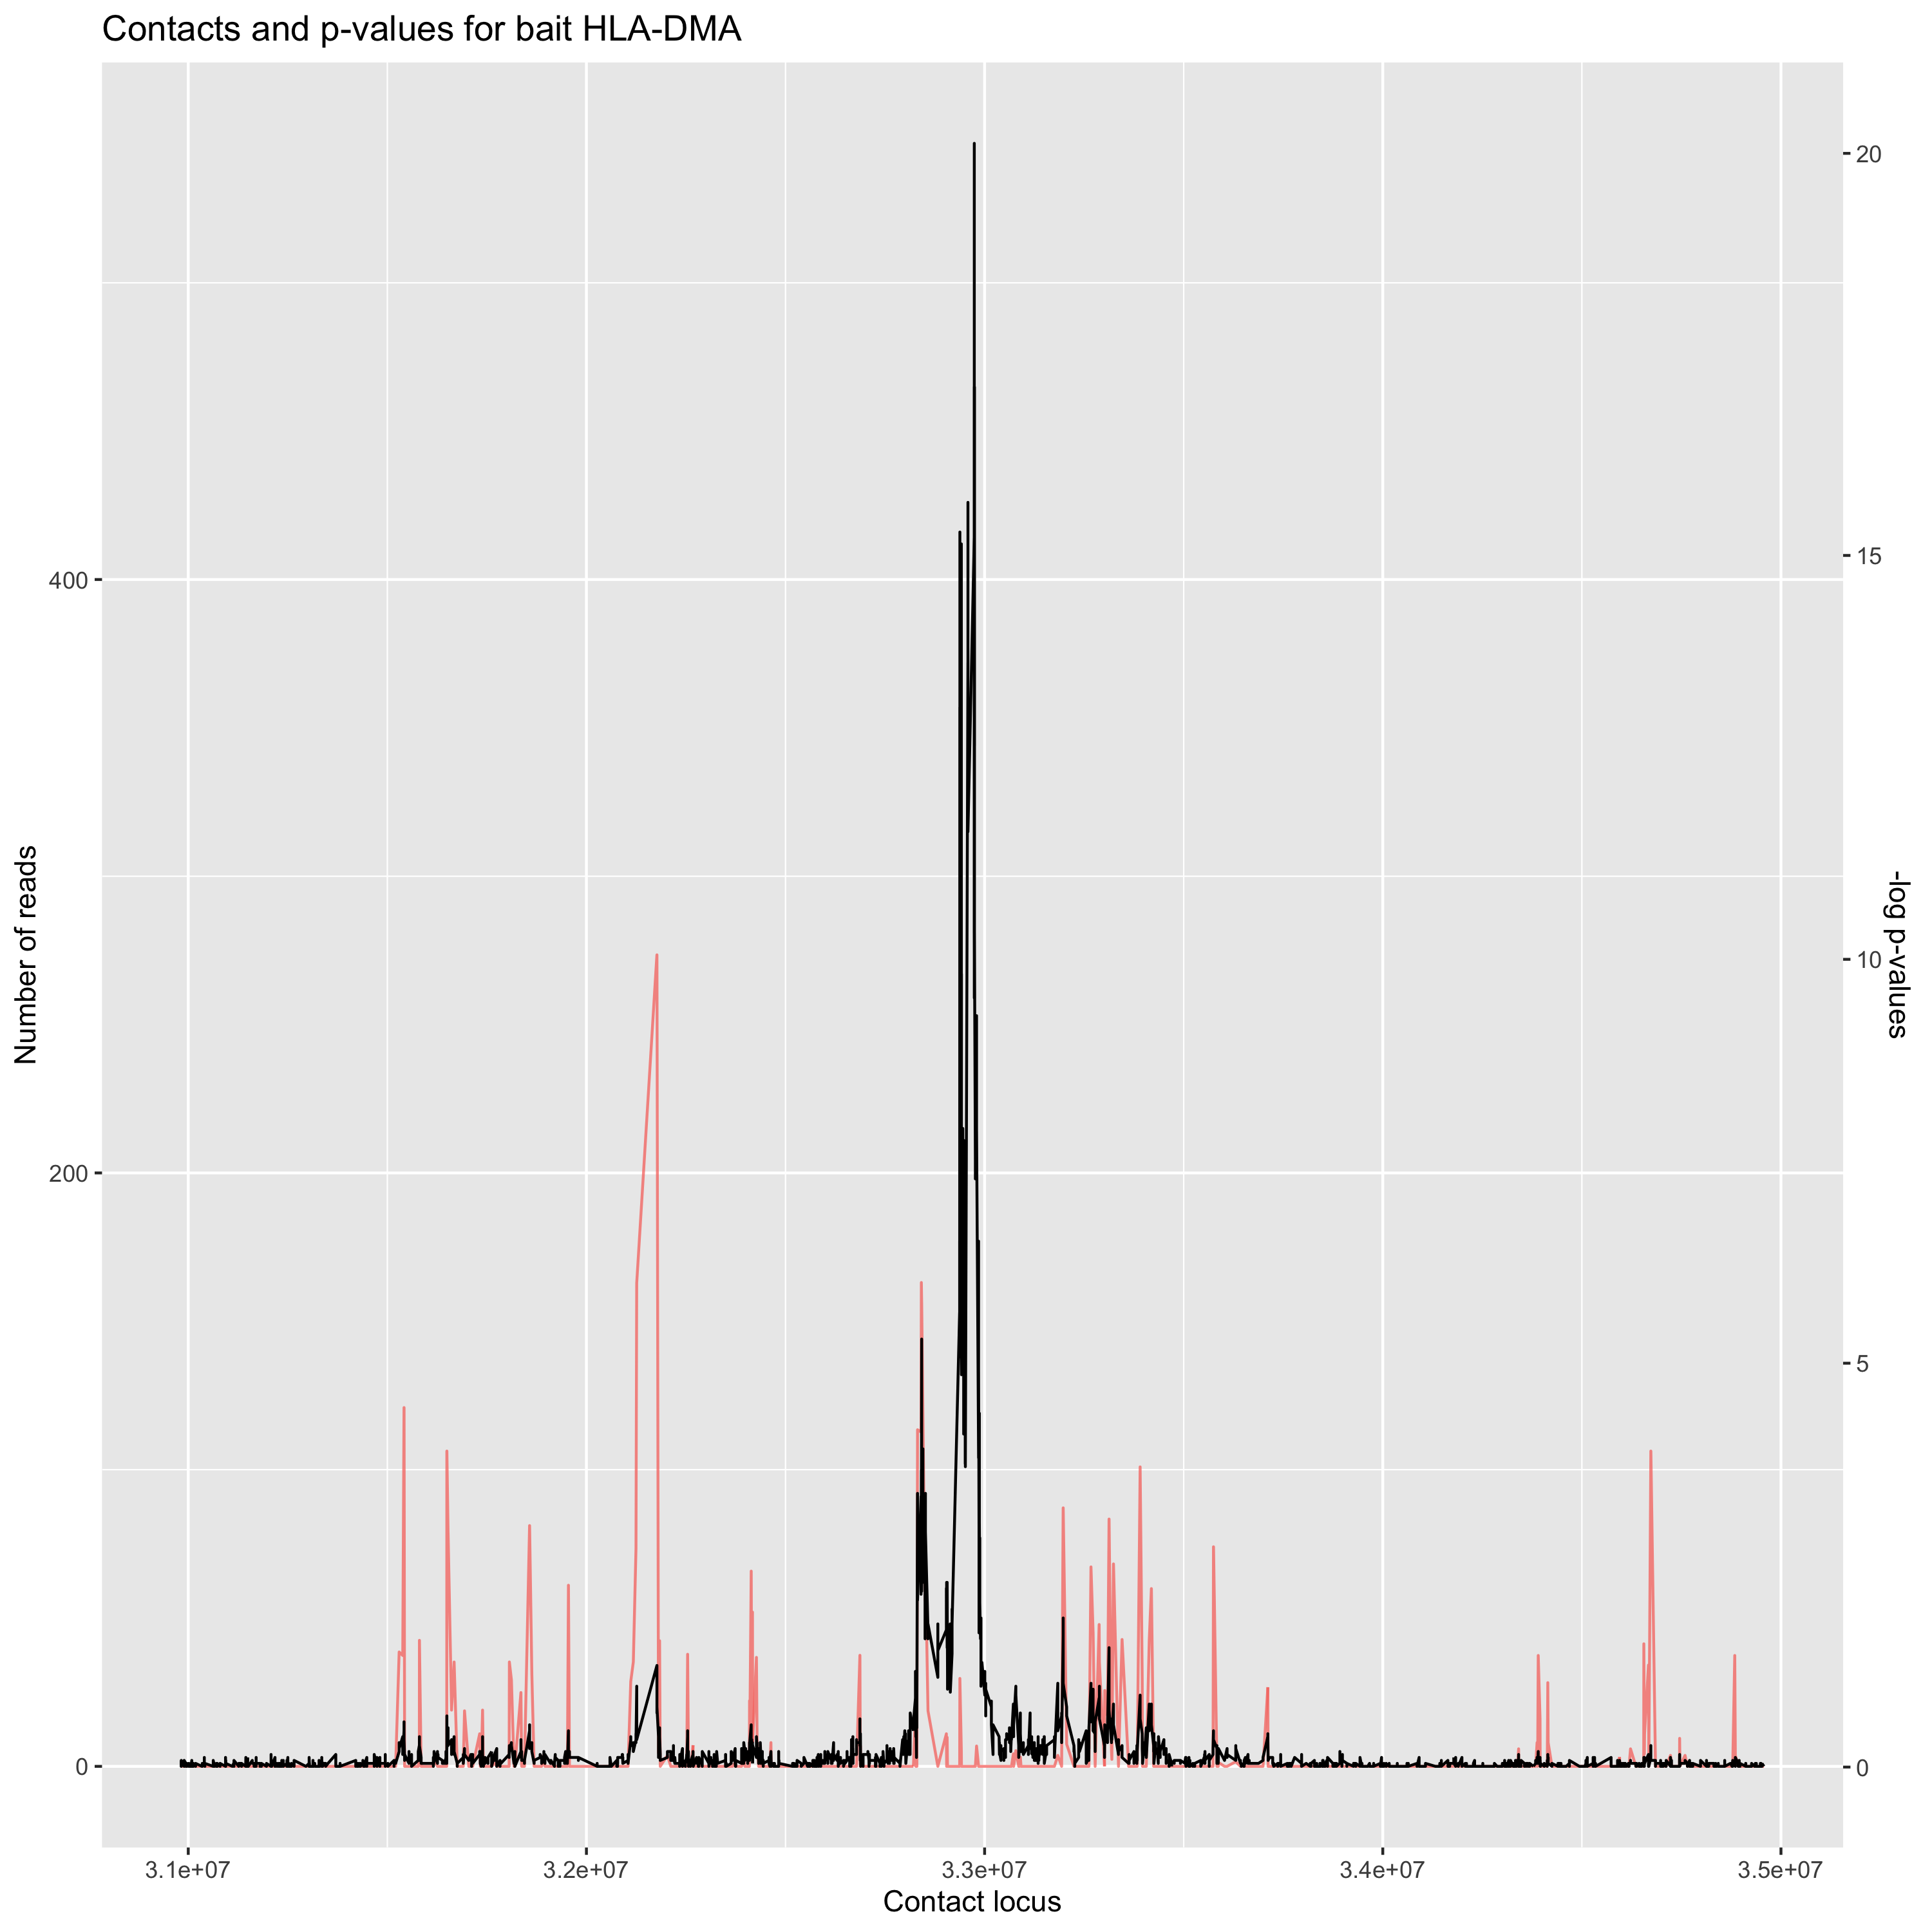 Contacts and p-values for bait HLA-DMA
Number of reads
400
200
0
20
15
10
5
0
-log p-values
3.1e+07 3.2e+07 3.3e+07 3.4e+07 3.5e+07
Contact locus